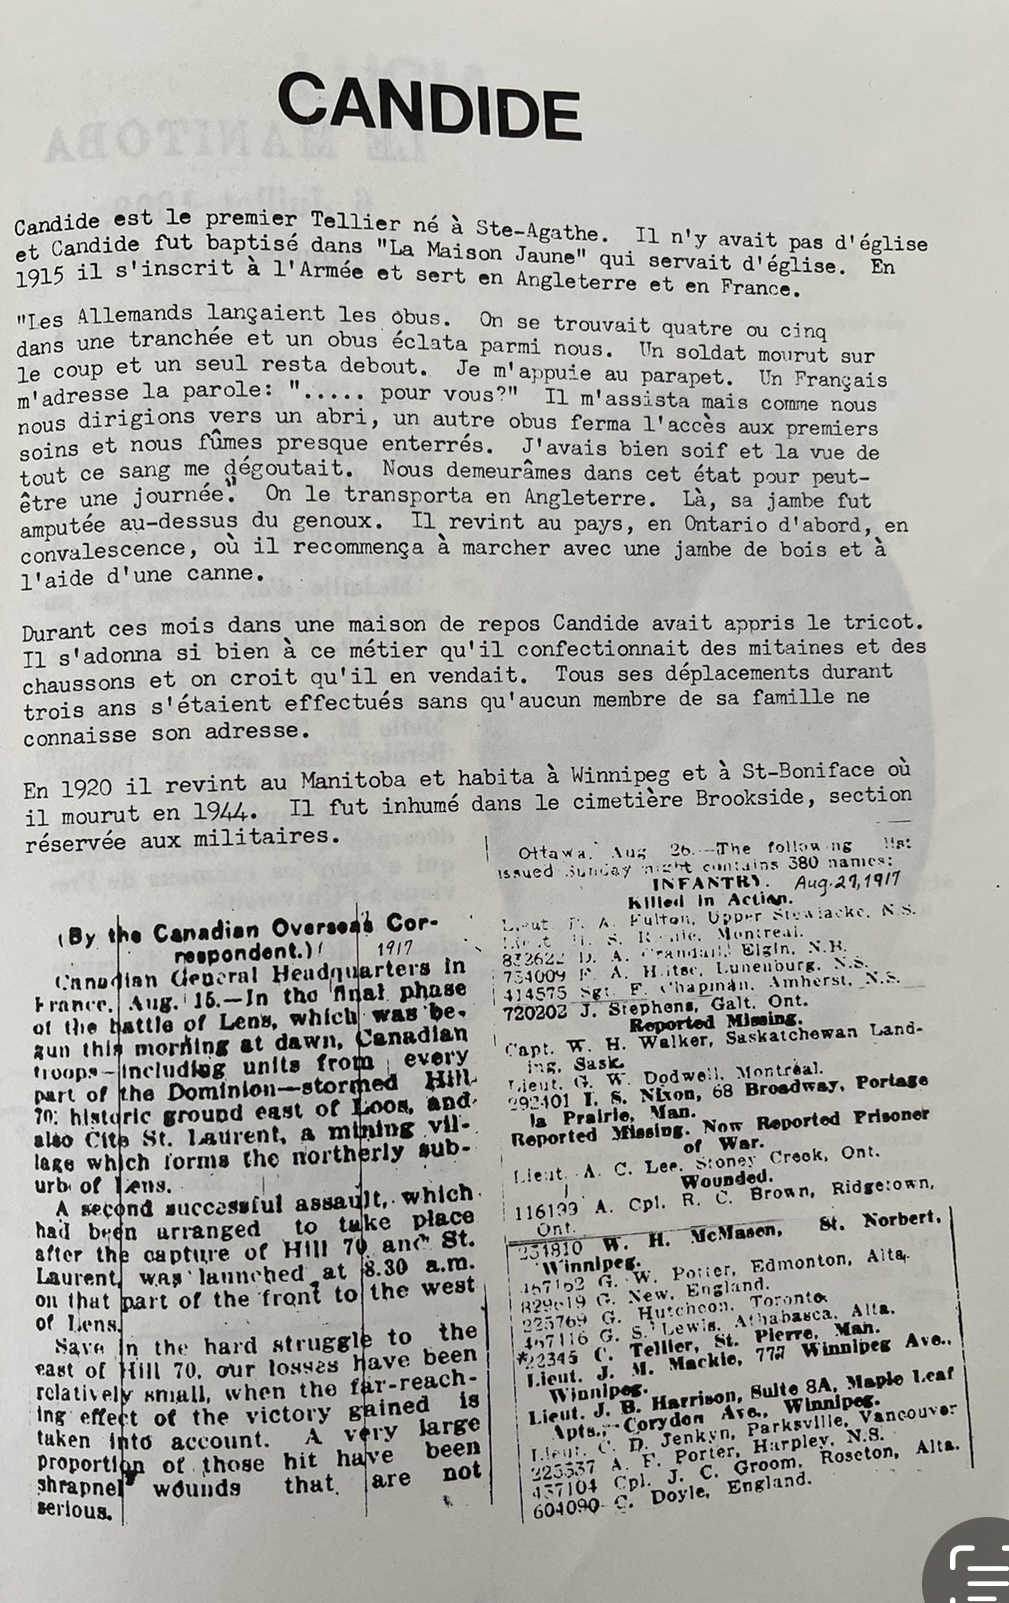 CANDIDE
Candide est le premier Tellier né à Ste-Agathe. Il n'y avait pas d'église
et Candide fut baptisé dans "La Maison Jaune" qui servait d'église. En
1915 il s'inscrit à l'Armée et sert en Angleterre et en France.
"Les Allemands lançaient les obus. On se trouvait quatre ou cinq
dans une tranchée et un obus éclata parmi nous. Un soldat mourut sur
le coup et un seul resta debout. Je m'appuie au parapet. Un Français
m'adresse la parole: "..... pour vous?" Il m'assista mais comme nous
nous dirigions vers un abri, un autre obus ferma l'accès aux premiers
soins et nous fûmes presque enterrés. J'avais bien soif et la vue de
tout ce sang me dégoutait. Nous demeurâmes dans cet état pour peut-
être une journée." On le transporta en Angleterre. Là, sa jambe fut
amputée au-dessus du genoux. Il revint au pays, en Ontario d'abord, en
convalescence, où il recommença à marcher avec une jambe de bois et à
l'aide d'une canne.
Durant ces mois dans une maison de repos Candide avait appris le tricot.
Il s'adonna si bien à ce métier qu'il confectionnait des mitaines et des
chaussons et on croit qu'il en vendait. Tous ses déplacements durant
trois ans s'étaient effectués sans qu'aucun membre de sa famille ne
connaisse son adresse.
En 1920 il revint au Manitoba et habita à Winnipeg et à St-Boniface où
il mourut en 1944. Il fut inhumé dans le cimetière Brookside, section
réservée aux militaires.
(By the Canadian Overseas Cor-
respondent.) 1917
Canadian General Headquarters in
France, Aug. 15.—In the final phase
of the battle of Lens, which was be-
gun this morning at dawn, Canadian
troops—including units from every
part of the Dominion—stormed Hill
70; historic ground east of Loos, and
also Cite St. Laurent, a mining vil-
lage which forms the northerly sub-
urb of Lens.
A second successful assault, which
had been arranged to take place
after the capture of Hill 70 and St.
Laurent, was launched at 8.30 a.m.
on that part of the front to the west
of Lens.
Save in the hard struggle to the
east of Hill 70, our losses have been
relatively small, when the far-reach-
ing effect of the victory gained is
taken into account. A very large
proportion of those hit have been
shrapnel wounds that are not
serious.
Ottawa, Aug 26.—The following list
issued Sunday night contains 380 names:
INFANTRY. Aug. 27, 1917
Killed in Action.
Lieut A. Fulton, Upper Stewiacke, N.S.
Lieut S. Montreal.
832622 D. A. Crandall, Elgin, N.B.
734009 F. A. Lunenburg, N.S.
414575 Sgt. F. Chapman, Amherst, N.S.
720202 J. Stephens, Galt, Ont.
Reported Missing.
Capt. W. H. Walker, Saskatchewan Land-
ing, Sask.
Lieut. G. W. Dodwell, Montreal.
292401 I. S. Nixon, 68 Broadway, Portage
la Prairie, Man.
Reported Missing. Now Reported Prisoner
of War.
Lieut. A. C. Lee, Stoney Creek, Ont.
Wounded.
116199 A. Cpl. R. C. Brown, Ridgetown,
Ont.
W. H. McMason, St. Norbert,
Winnipeg.
G. W. Porter, Edmonton, Alta.
G. New, England.
225769 G. Hutcheon, Toronto.
G. S. Lewis, Athabasca, Alta.
*22345 C. Tellier, St. Pierre, Man.
Lieut. J. M. Mackie, 777 Winnipeg Ave.,
Winnipeg.
Lieut. J. B. Harrison, Suite 8A, Maple Leaf
Apts., Corydon Ave., Winnipeg.
Lieut. C. D. Jenkyn, Parksville, Vancouver
A. F. Porter, Harpley, N.S.
Cpl. J. C. Groom, Roseton, Alta.
604090 C. Doyle, England.